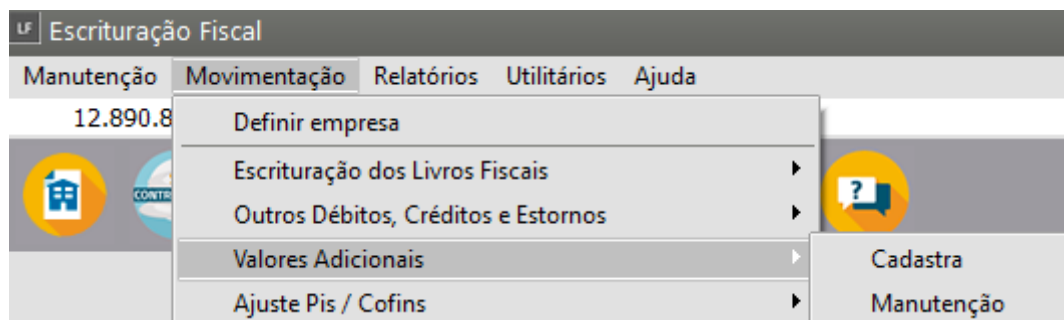 LF Escrituração Fiscal
Manutenção Movimentação Relatórios Utilitários Ajuda
12.890.8
Definir empresa
Escrituração dos Livros Fiscais
Outros Débitos, Créditos e Estornos
Valores Adicionais
Cadastra
Ajuste Pis / Cofins
Manutenção
CONTR
?